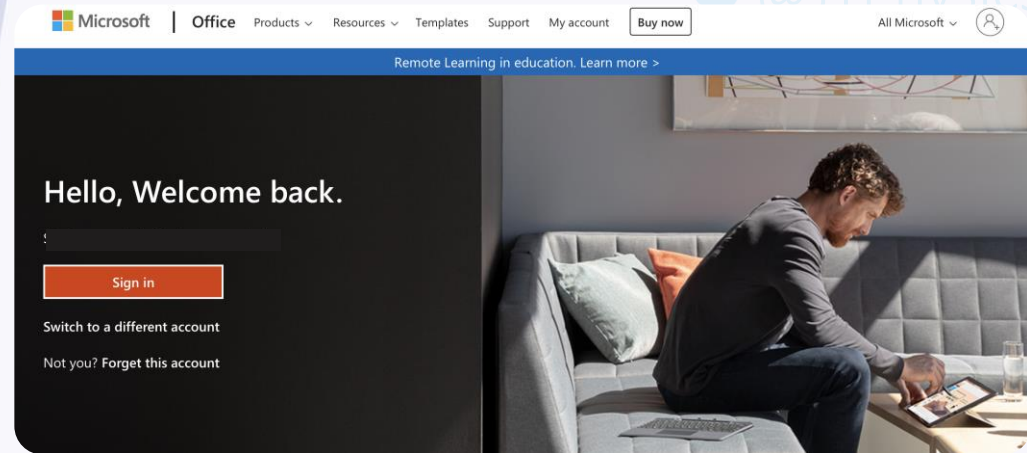 Microsoft | Office Products Resources Templates Support My account Buy now All Microsoft
Remote Learning in education. Learn more >
Hello, Welcome back.
Sign in
Switch to a different account
Not you? Forget this account